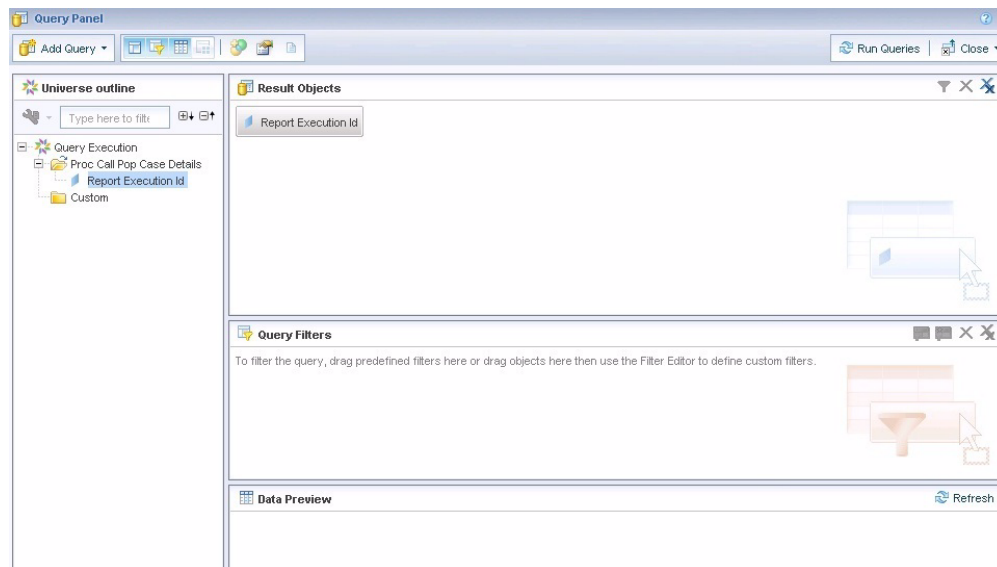 Query Panel
Add Query
Run Queries
Close
Universe outline
Type here to filte
Query Execution
Proc Call Pop Case Details
Report Execution Id
Custom
Result Objects
Report Execution Id
Query Filters
To filter the query, drag predefined filters here or drag objects here then use the Filter Editor to define custom filters.
Data Preview
Refresh